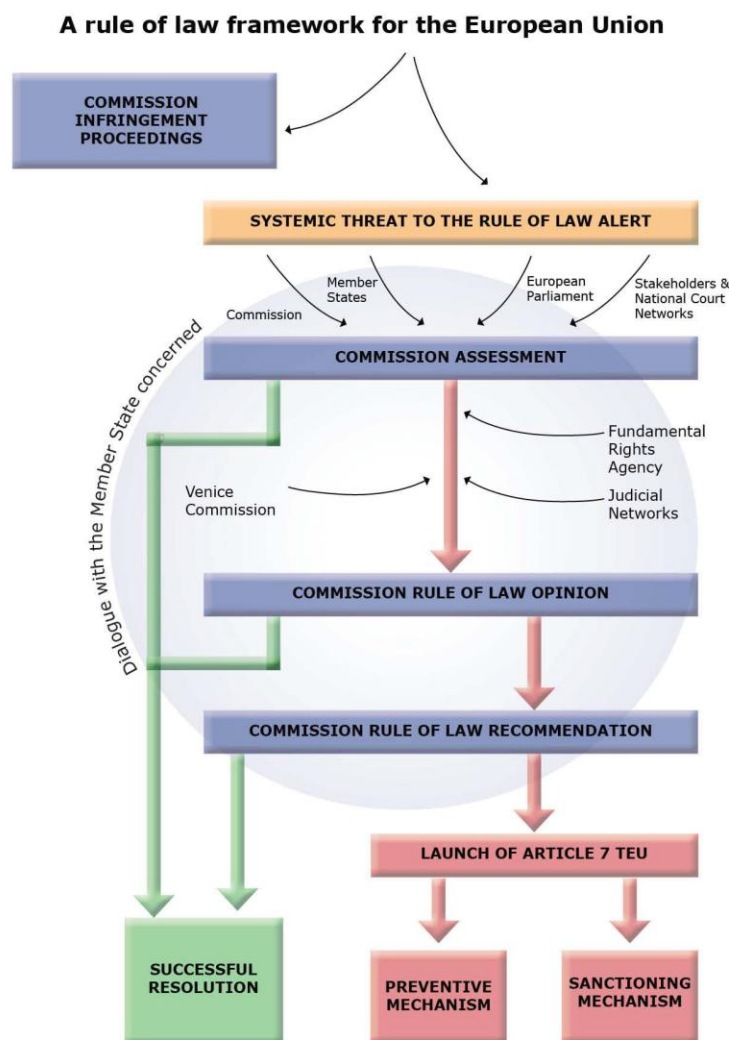 A rule of law framework for the European Union
COMMISSION
INFRINGEMENT
PROCEEDINGS
SYSTEMIC THREAT TO THE RULE OF LAW ALERT
Commission
Member
States
European
Parliament
Stakeholders &
National Court
Networks
Dialogue with the Member State concerned
COMMISSION ASSESSMENT
Fundamental
Rights
Agency
Venice
Commission
Judicial
Networks
COMMISSION RULE OF LAW OPINION
COMMISSION RULE OF LAW RECOMMENDATION
LAUNCH OF ARTICLE 7 TEU
SUCCESSFUL
RESOLUTION
PREVENTIVE
MECHANISM
SANCTIONING
MECHANISM